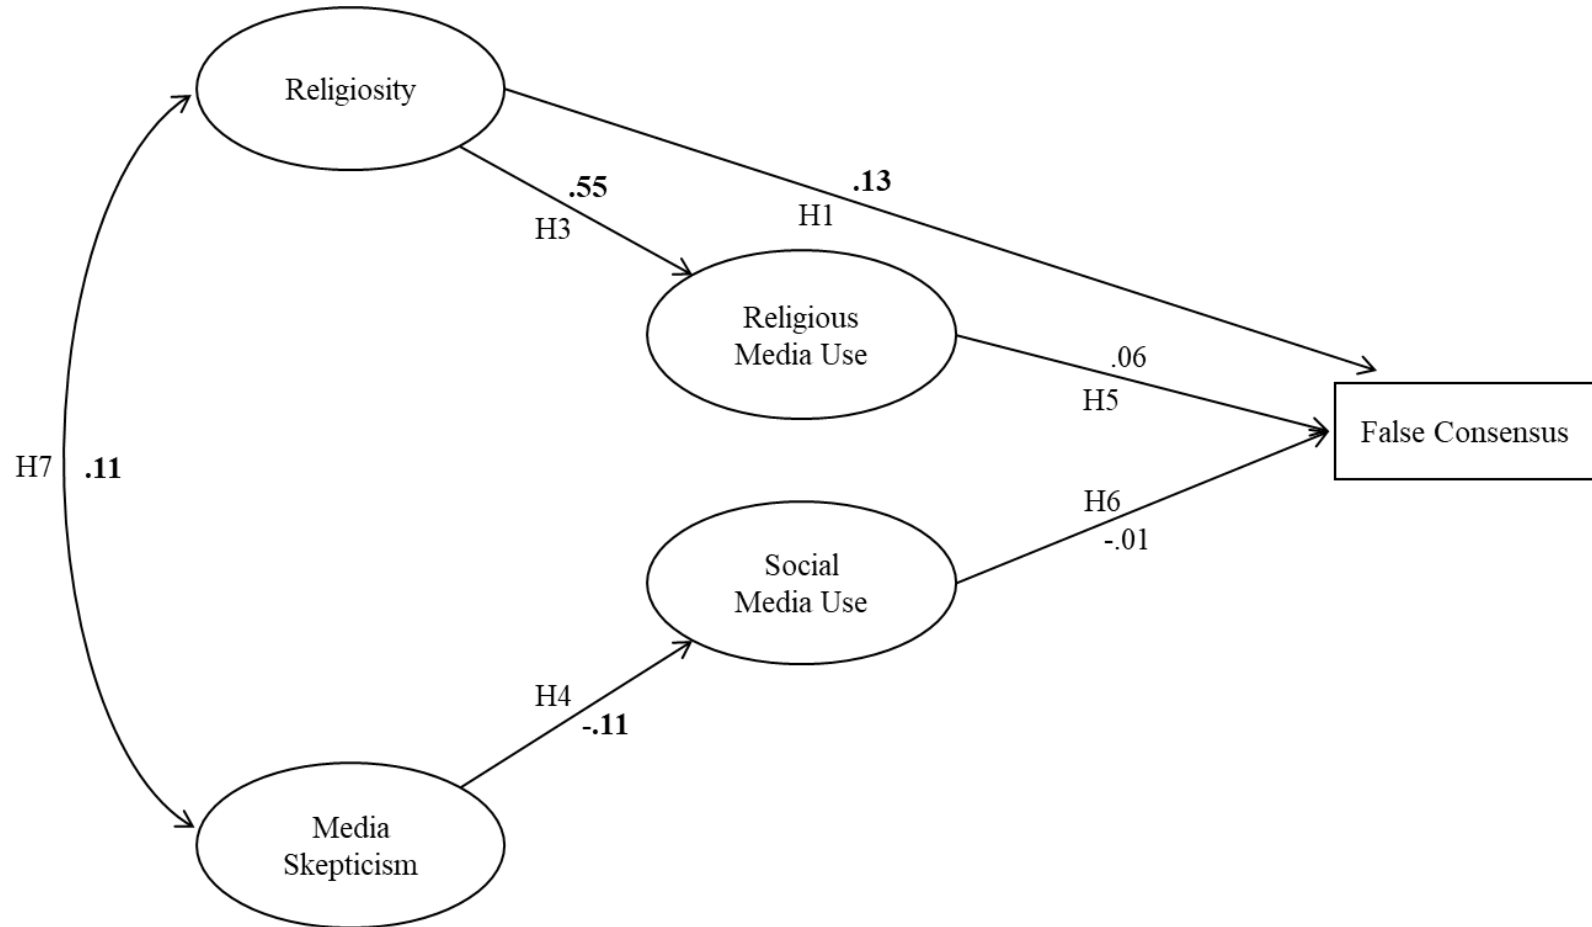 Religiosity
.13
.55
H1
H3
Religious
Media Use
.06
H5
False Consensus
H7
.11
H6
-.01
Social
Media Use
H4
-.11
Media
Skepticism